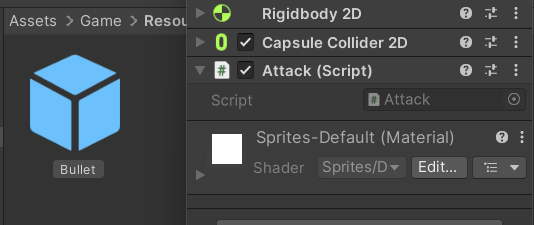 Assets > Game > Resou
Bullet
Rigidbody 2D
Capsule Collider 2D
Attack (Script)
Script
# Attack
Sprites-Default (Material)
Shader Sprites/D Edit...